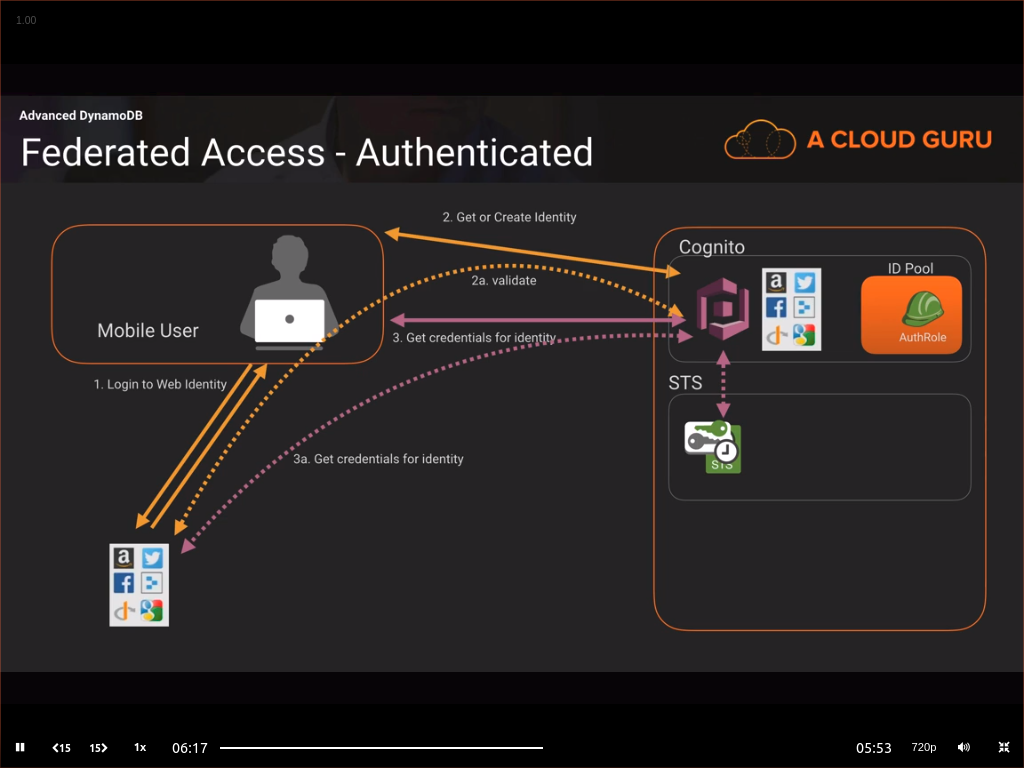 1.00
Advanced DynamoDB
Federated Access - Authenticated
A CLOUD GURU
2. Get or Create Identity
Cognito
ID Pool
2a. validate
Mobile User
AuthRole
3. Get credentials for identity
1. Login to Web Identity
STS
STS
3a. Get credentials for identity
15
15
1x
06:17
05:53
720p